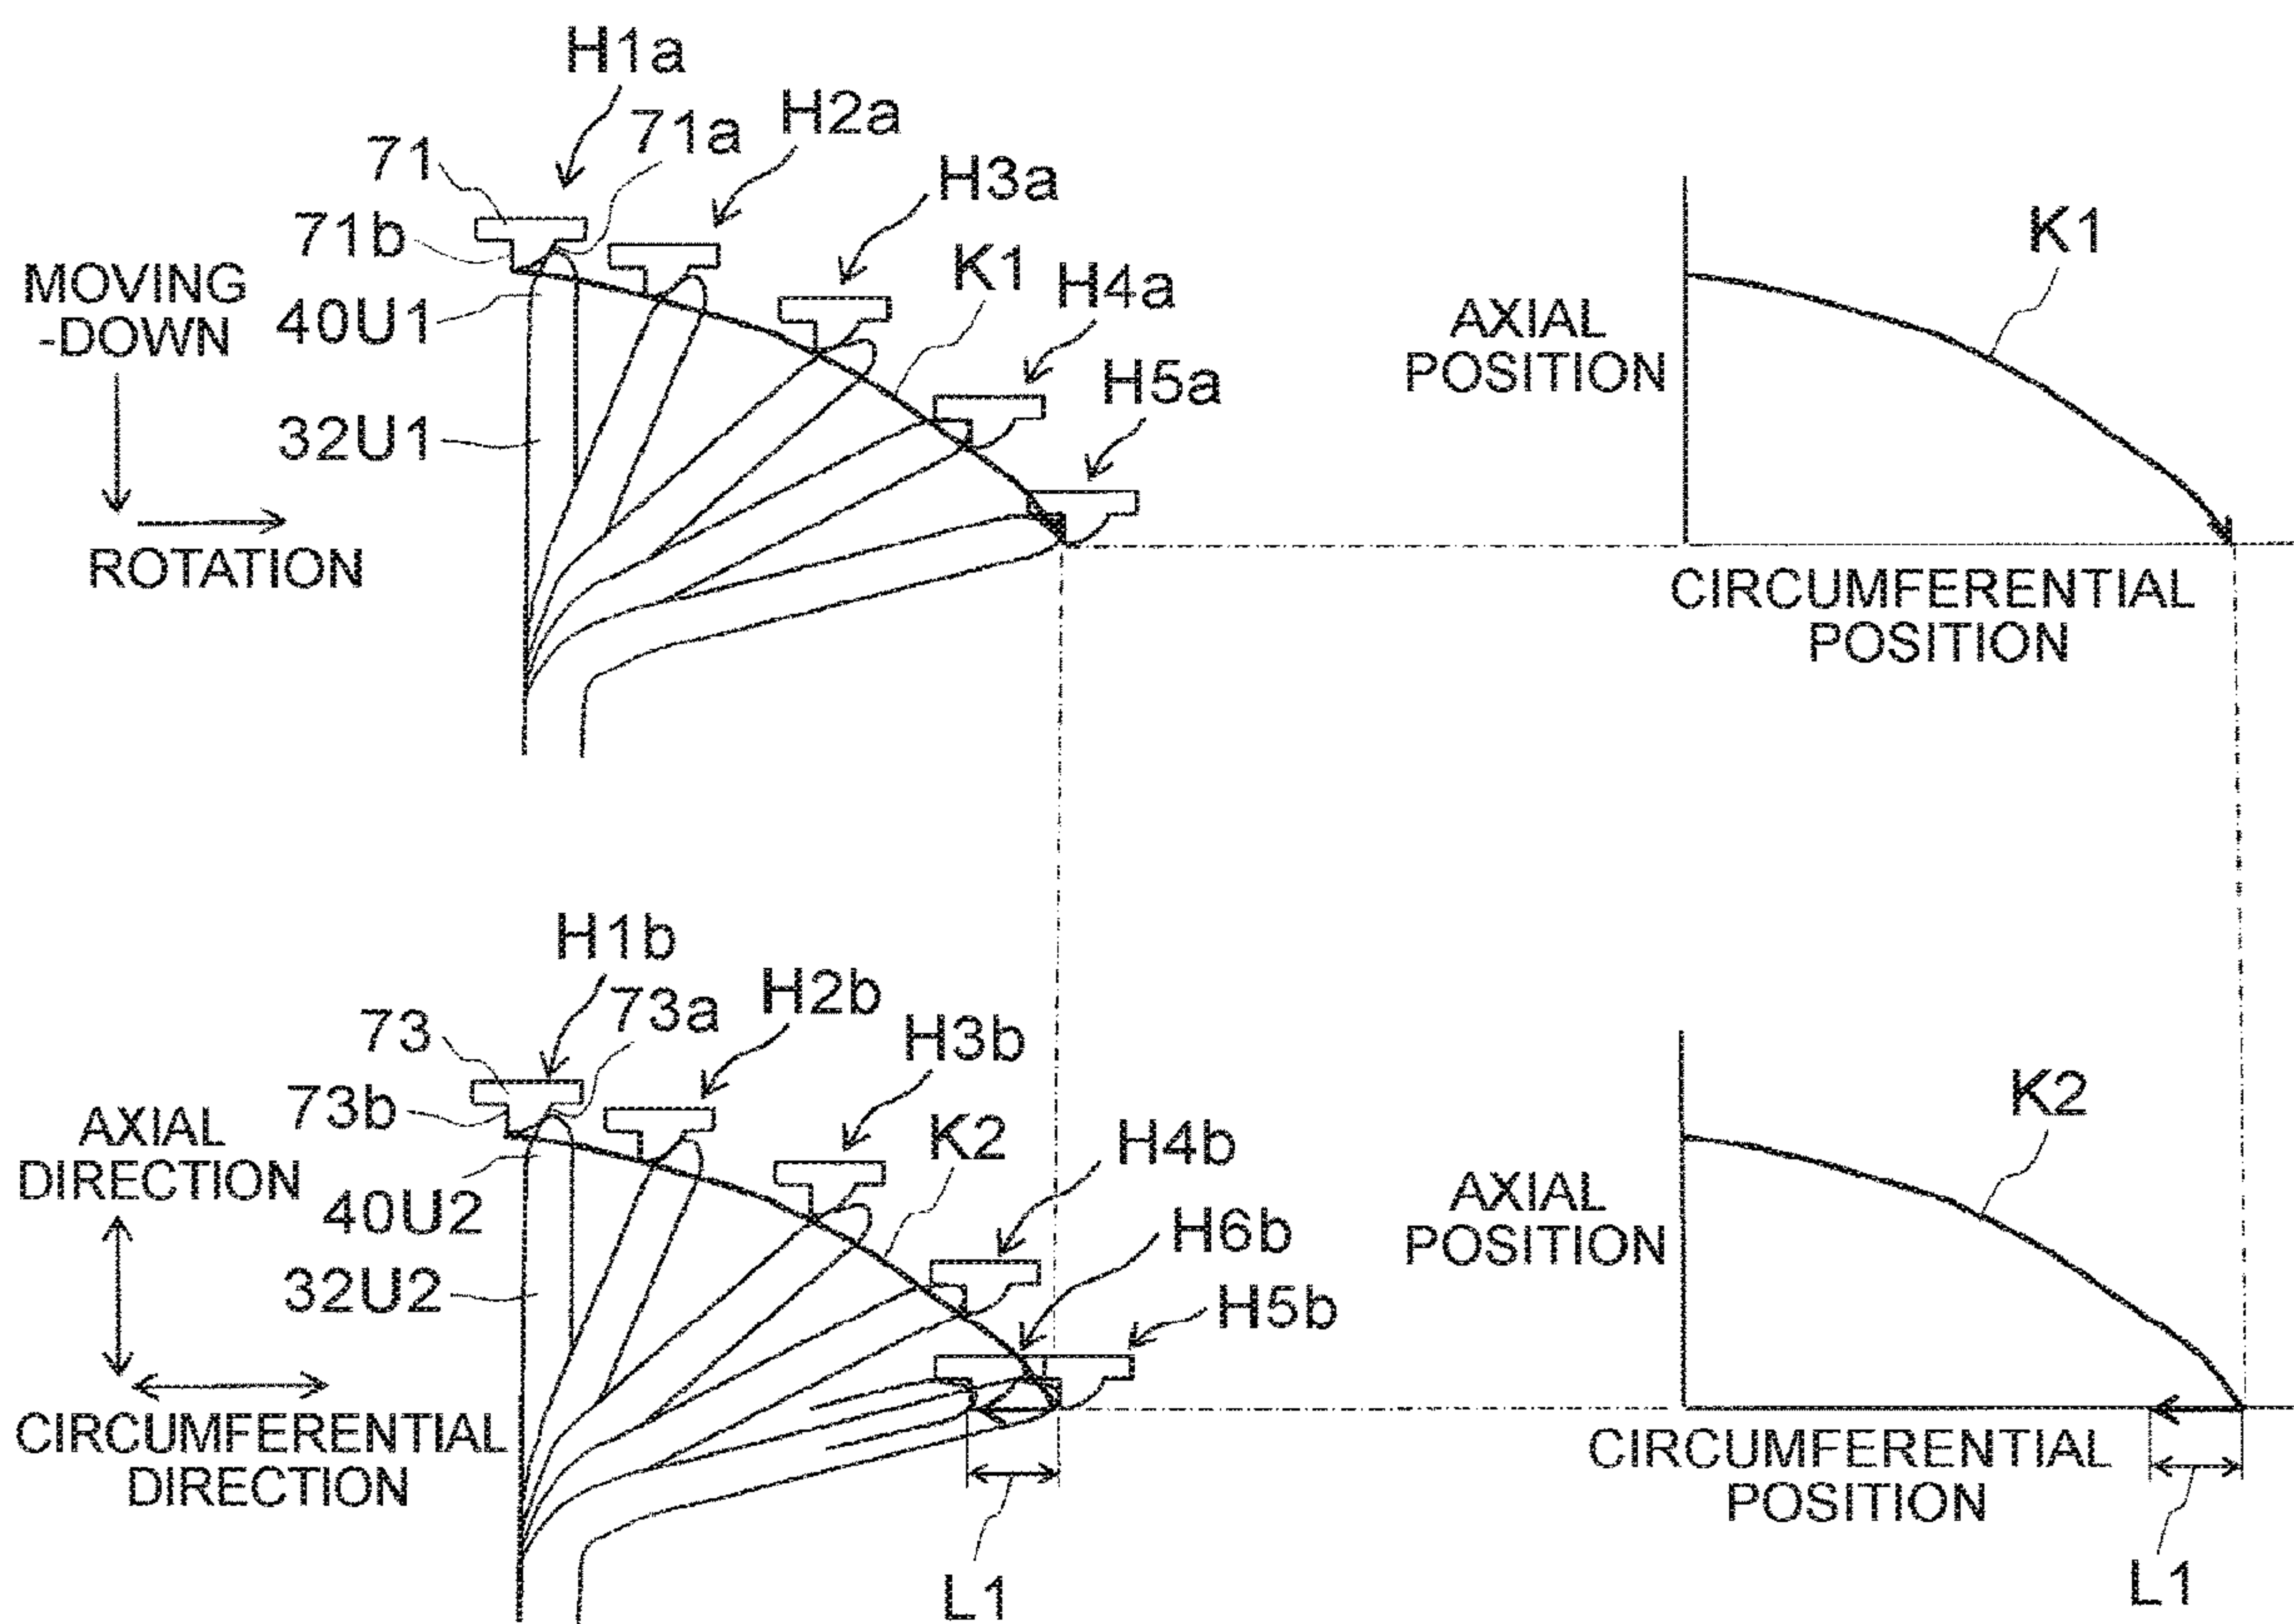 H1a
71a
H2a
71
H3a
71b
K1
K1
MOVING
-DOWN
40U1
H4a
AXIAL
POSITION
H5a
32U1
ROTATION
CIRCUMFERENTIAL
POSITION
H1b
73a
H2b
73
H3b
73b
K2
K2
AXIAL
DIRECTION
H4b
40U2
H6b
AXIAL
POSITION
32U2
H5b
CIRCUMFERENTIAL
DIRECTION
CIRCUMFERENTIAL
POSITION
L1
L1